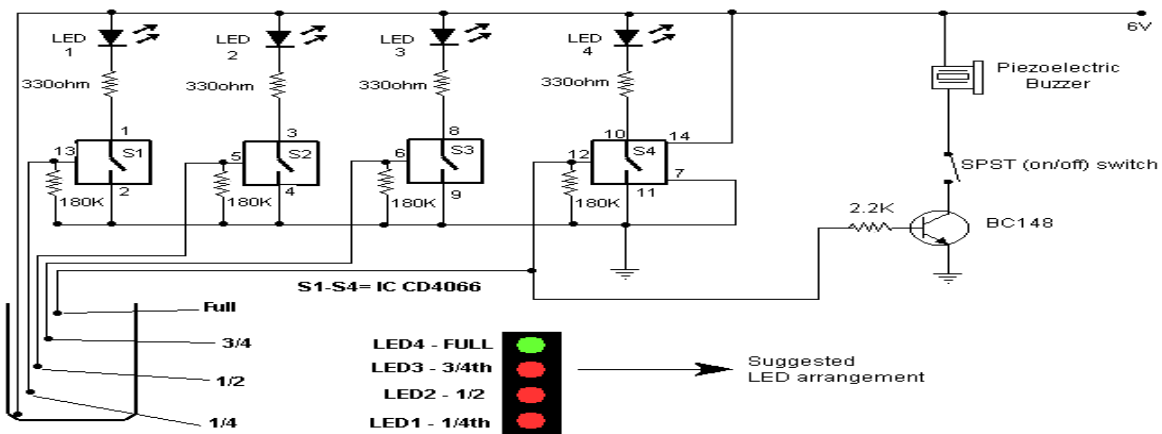 6V
LED
1
LED
2
LED
3
LED
4
330ohm
330ohm
330ohm
330ohm
Piezoelectric
Buzzer
13
1
S1
2
180K
5
3
S2
4
180K
6
8
S3
9
180K
12
10
S4
11
14
7
180K
SPST (on/off) switch
2.2K
BC148
S1-S4= IC CD4066
Full
3/4
1/2
1/4
LED4 - FULL
LED3 - 3/4th
LED2 - 1/2
LED1 - 1/4th
Suggested
LED arrangement